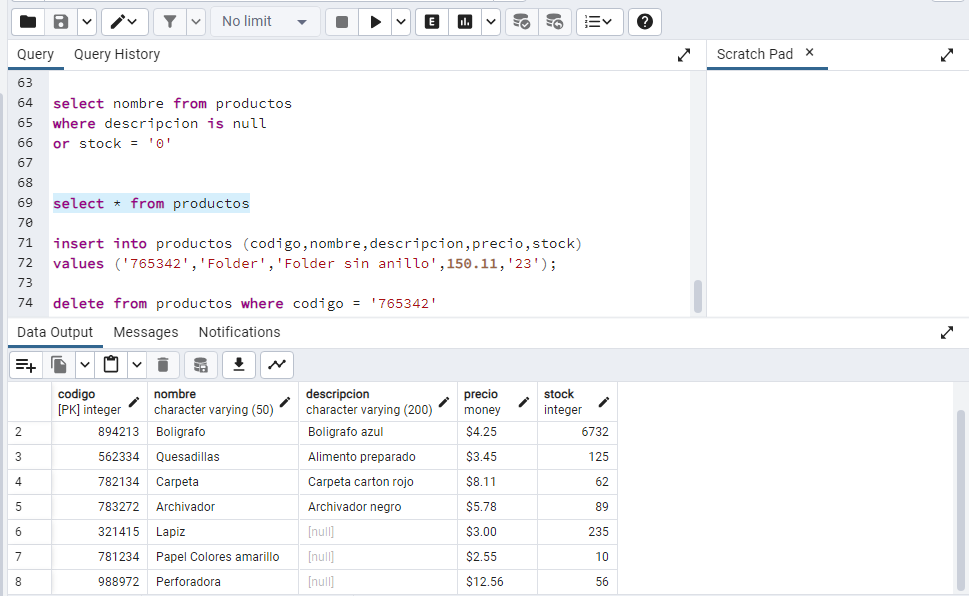 No limit
E
Query Query History
Scratch Pad ×
63
64 select nombre from productos
65 where descripcion is null
66 or stock = '0'
67
68
69 select * from productos
70
71 insert into productos (codigo,nombre,descripcion,precio,stock)
72 values ('765342','Folder','Folder sin anillo',150.11,'23');
73
74 delete from productos where codigo = '765342'
Data Output Messages Notifications
codigo nombre descripcion precio stock
[PK] integer character varying (50) character varying (200) money integer
2 894213 Boligrafo Boligrafo azul $4.25 6732
3 562334 Quesadillas Alimento preparado $3.45 125
4 782134 Carpeta Carpeta carton rojo $8.11 62
5 783272 Archivador Archivador negro $5.78 89
6 321415 Lapiz [null] $3.00 235
7 781234 Papel Colores amarillo [null] $2.55 10
8 988972 Perforadora [null] $12.56 56